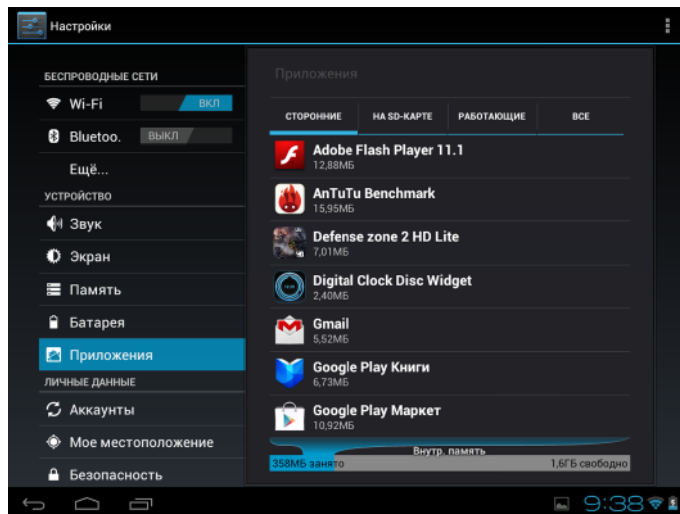 Настройки
БЕСПРОВОДНЫЕ СЕТИ
Wi-Fi ВКЛ
Bluetoo. ВЫКЛ
Ещё...
УСТРОЙСТВО
Звук
Экран
Память
Батарея
Приложения
ЛИЧНЫЕ ДАННЫЕ
Аккаунты
Мое местоположение
Безопасность
Приложения
СТОРОННИЕ НА SD-КАРТЕ РАБОТАЮЩИЕ ВСЕ
Adobe Flash Player 11.1
12,88МБ
AnTuTu Benchmark
15,95МБ
Defense zone 2 HD Lite
7,01МБ
Digital Clock Disc Widget
2,40МБ
Gmail
5,52МБ
Google Play Книги
6,73МБ
Google Play Маркет
10,92МБ
Внутр. память
358МБ занято 1,6ГБ свободно
9:38